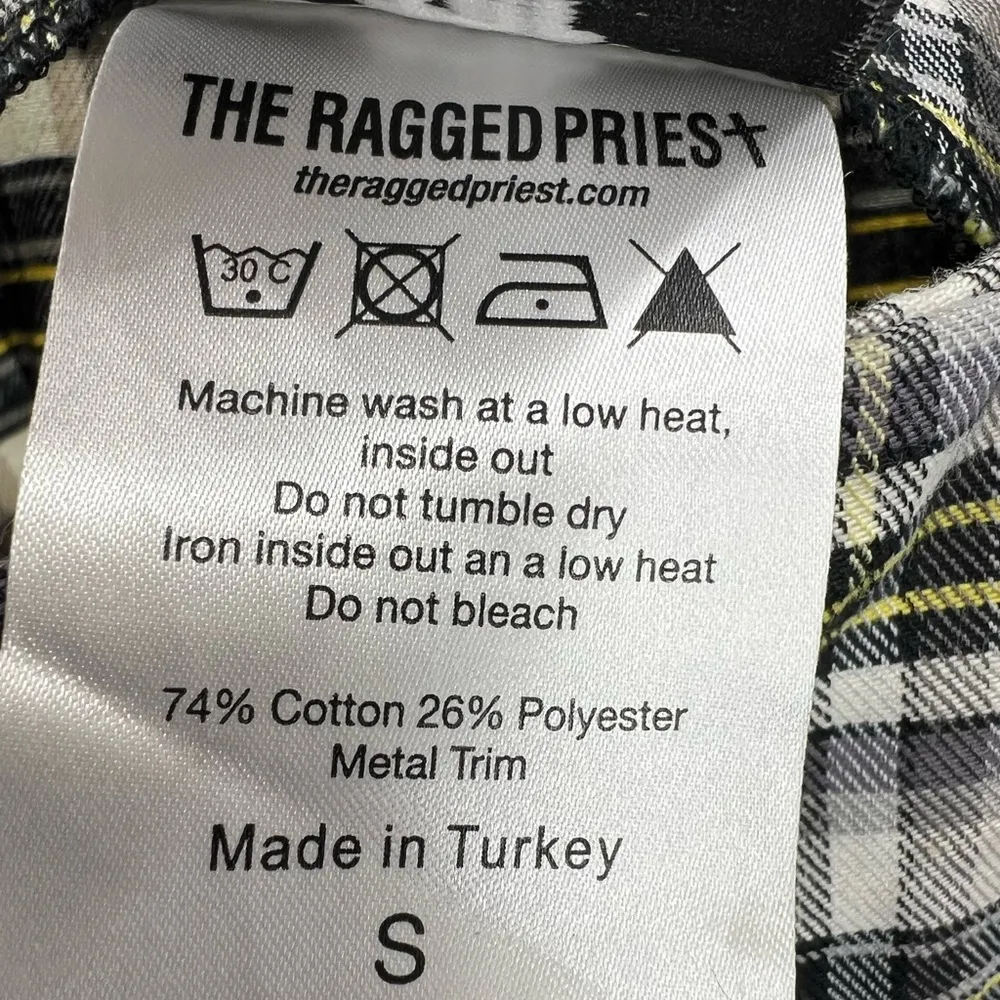 THE RAGGED PRIEST
theraggedpriest.com
30 C
Machine wash at a low heat,
inside out
Do not tumble dry
Iron inside out an a low heat
Do not bleach
74% Cotton 26% Polyester
Metal Trim
Made in Turkey
S